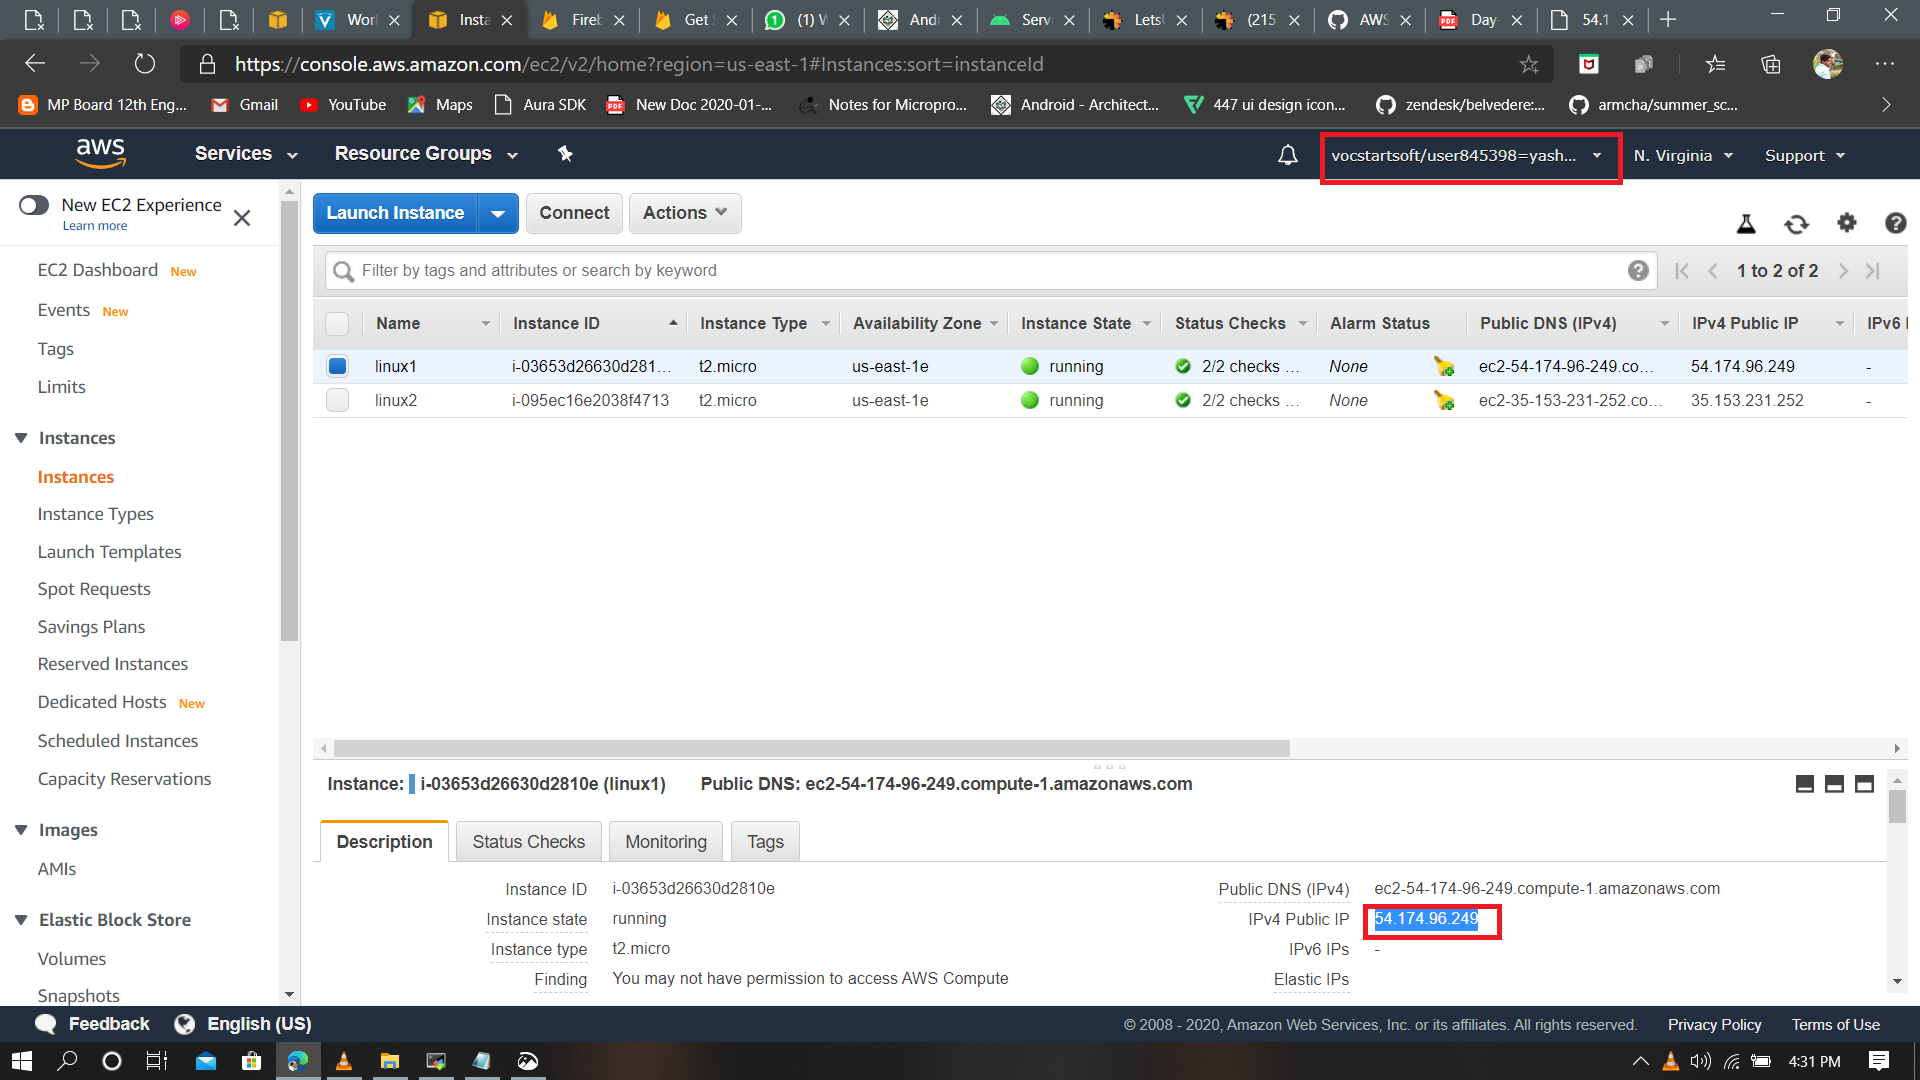 Worl
Insta
Fireb
Get S
(1) W
Andr
Serv
LetsU
(215
AWS
Day
54.1
https://console.aws.amazon.com/ec2/v2/home?region=us-east-1#Instances:sort=instanceId
MP Board 12th Eng...
Gmail
YouTube
Maps
Aura SDK
New Doc 2020-01-...
Notes for Micropro...
Android - Architect...
447 ui design icon...
zendesk/belvedere:...
armcha/summer_sc...
aws
Services
Resource Groups
vocstartsoft/user845398=yash...
N. Virginia
Support
New EC2 Experience
Learn more
Launch Instance
Connect
Actions
EC2 Dashboard New
Events New
Tags
Limits
Instances
Instances
Instance Types
Launch Templates
Spot Requests
Savings Plans
Reserved Instances
Dedicated Hosts New
Scheduled Instances
Capacity Reservations
Images
AMIs
Elastic Block Store
Volumes
Snapshots
Filter by tags and attributes or search by keyword
1 to 2 of 2
Name Instance ID Instance Type Availability Zone Instance State Status Checks Alarm Status Public DNS (IPv4) IPv4 Public IP IPv6
linux1 i-03653d26630d281... t2.micro us-east-1e running 2/2 checks ... None ec2-54-174-96-249.co... 54.174.96.249 -
linux2 i-095ec16e2038f4713 t2.micro us-east-1e running 2/2 checks ... None ec2-35-153-231-252.co... 35.153.231.252 -
Instance: i-03653d26630d2810e (linux1) Public DNS: ec2-54-174-96-249.compute-1.amazonaws.com
Description
Status Checks
Monitoring
Tags
Instance ID i-03653d26630d2810e
Instance state running
Instance type t2.micro
Finding You may not have permission to access AWS Compute
Public DNS (IPv4) ec2-54-174-96-249.compute-1.amazonaws.com
IPv4 Public IP 54.174.96.249
IPv6 IPs -
Elastic IPs
Feedback
English (US)
© 2008 - 2020, Amazon Web Services, Inc. or its affiliates. All rights reserved.
Privacy Policy
Terms of Use
4:31 PM